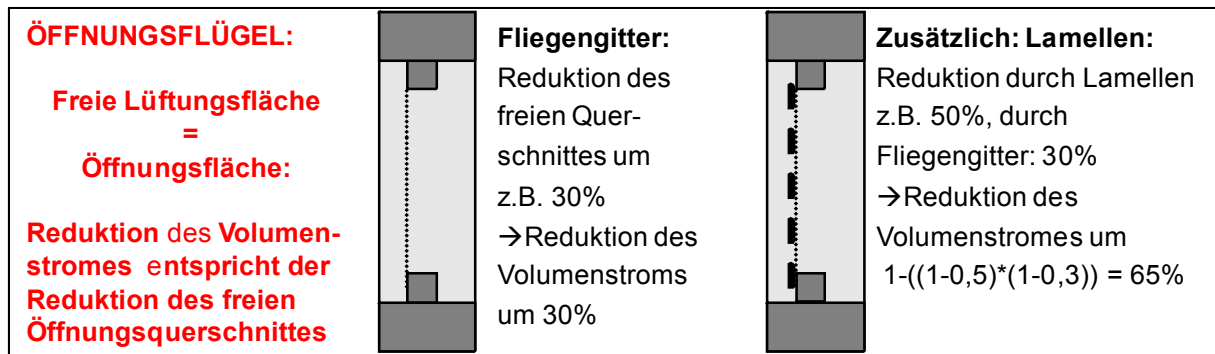 ÖFFNUNGSFLÜGEL:
Freie Lüftungsfläche
=
Öffnungsfläche:
Reduktion des Volumen-
stromes entspricht der
Reduktion des freien
Öffnungsquerschnittes
Fliegengitter:
Reduktion des
freien Quer-
schnittes um
z.B. 30%
→Reduktion des
Volumenstroms
um 30%
Zusätzlich: Lamellen:
Reduktion durch Lamellen
z.B. 50%, durch
Fliegengitter: 30%
→Reduktion des
Volumenstromes um
1-((1-0,5)*(1-0,3)) = 65%